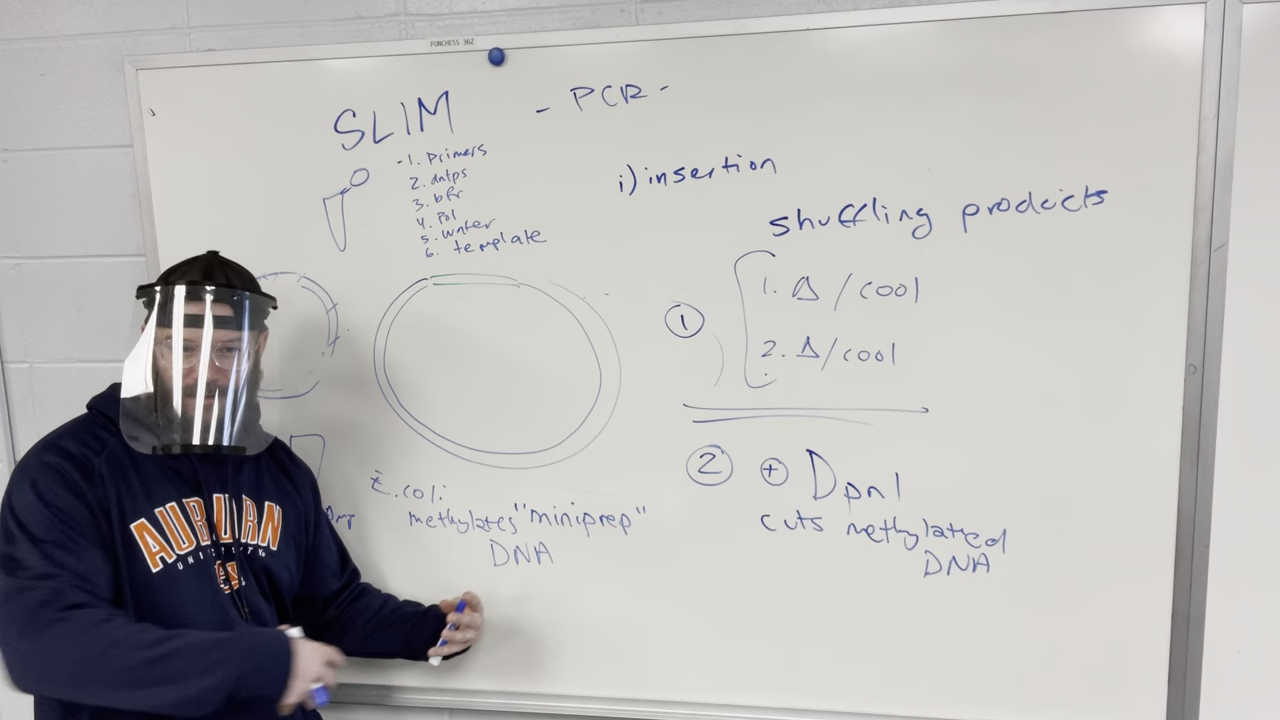 FUNCHESS 362
SLIM - PCR -
-1. Primers
2. dntps
3. bfr
4. Pol
5. water
6. template
i) insertion
shuffling products
1
1. Δ / cool
2. Δ/cool
2 + DpnI
cuts methylated
DNA
E.coli
methylates "miniprep"
DNA
Amp
AUBURN
UNIVERSITY